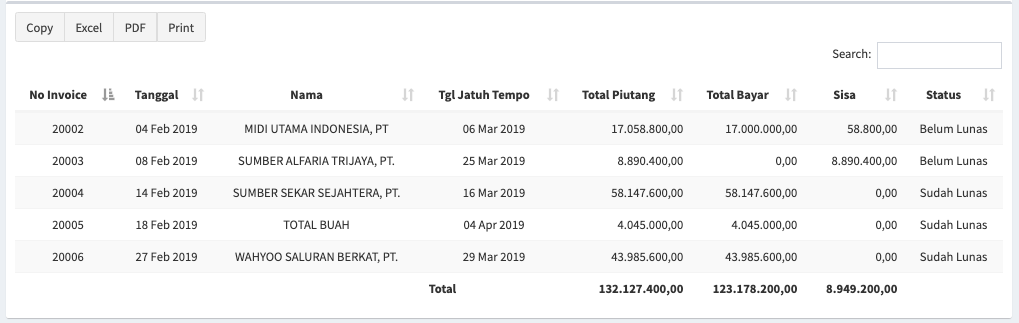 Copy Excel PDF Print
Search:
No Invoice Tanggal Nama Tgl Jatuh Tempo Total Piutang Total Bayar Sisa Status
20002 04 Feb 2019 MIDI UTAMA INDONESIA, PT 06 Mar 2019 17.058.800,00 17.000.000,00 58.800,00 Belum Lunas
20003 08 Feb 2019 SUMBER ALFARIA TRIJAYA, PT. 25 Mar 2019 8.890.400,00 0,00 8.890.400,00 Belum Lunas
20004 14 Feb 2019 SUMBER SEKAR SEJAHTERA, PT. 16 Mar 2019 58.147.600,00 58.147.600,00 0,00 Sudah Lunas
20005 18 Feb 2019 TOTAL BUAH 04 Apr 2019 4.045.000,00 4.045.000,00 0,00 Sudah Lunas
20006 27 Feb 2019 WAHYOO SALURAN BERKAT, PT. 29 Mar 2019 43.985.600,00 43.985.600,00 0,00 Sudah Lunas
Total 132.127.400,00 123.178.200,00 8.949.200,00